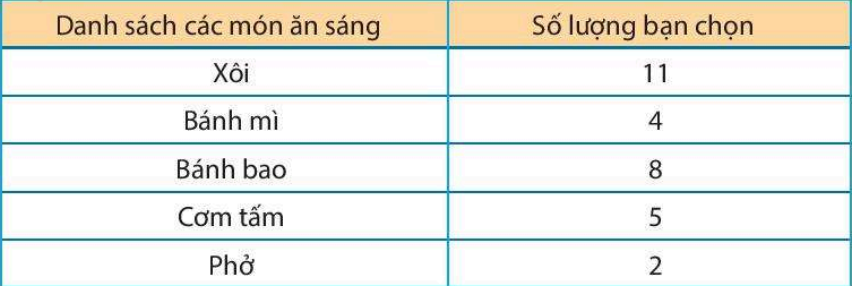 Danh sách các món ăn sáng Số lượng bạn chọn
Xôi 11
Bánh mì 4
Bánh bao 8
Cơm tấm 5
Phở 2